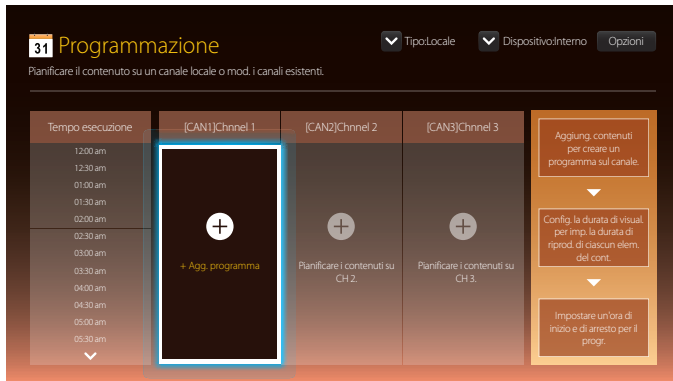 31 Programmazione
Tipo:Locale
Dispositivo:Interno
Opzioni
Pianificare il contenuto su un canale locale o mod. i canali esistenti.
Tempo esecuzione
[CAN1]Chnnel 1
[CAN2]Chnnel 2
[CAN3]Chnnel 3
12:00 am
12:30 am
01:00 am
01:30 am
02:00 am
02:30 am
03:00 am
03:30 am
04:00 am
04:30 am
05:00 am
05:30 am
+ Agg. programma
Pianificare i contenuti su
CH 2.
Pianificare i contenuti su
CH 3.
Aggiung. contenuti
per creare un
programma sul canale.
Config. la durata di visual.
per imp. la durata di
riprod. di ciascun elem.
del cont.
Impostare un'ora di
inizio e di arresto per il
progr.